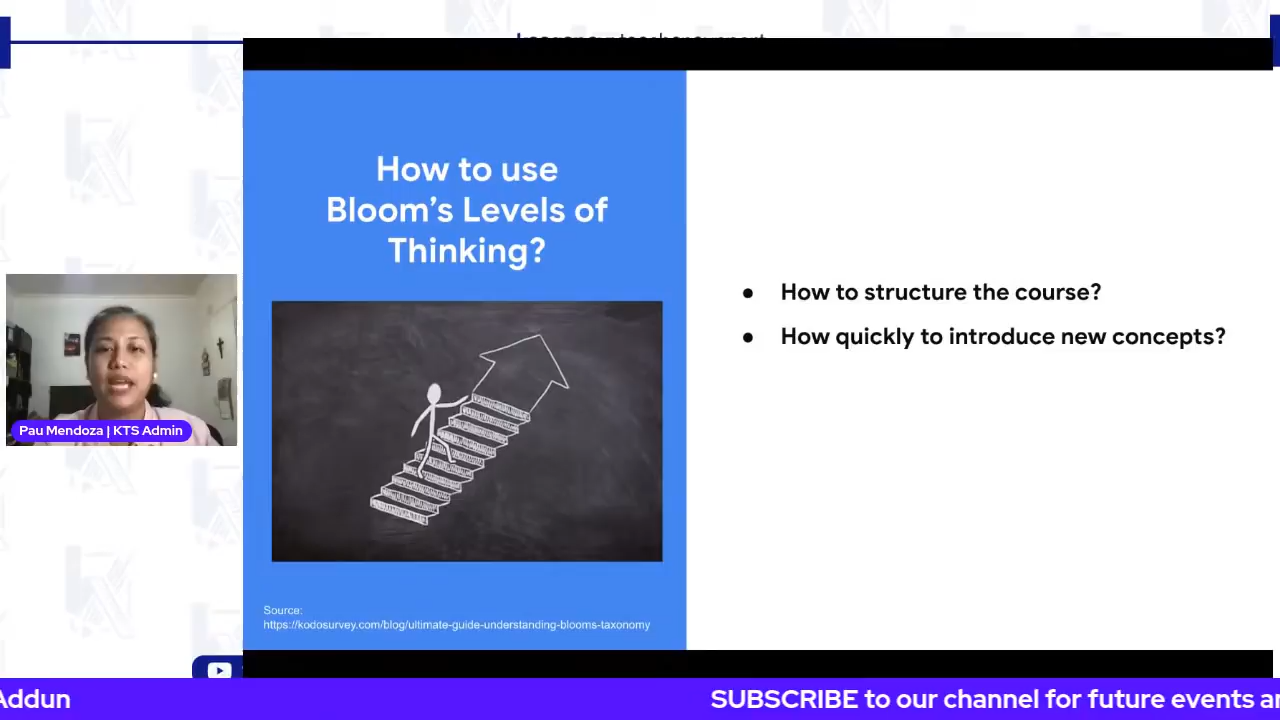 How to use
Bloom's Levels of
Thinking?
● How to structure the course?
● How quickly to introduce new concepts?
Pau Mendoza | KTS Admin
Source:
https://kodosurvey.com/blog/ultimate-guide-understanding-blooms-taxonomy
Addun
SUBSCRIBE to our channel for future events